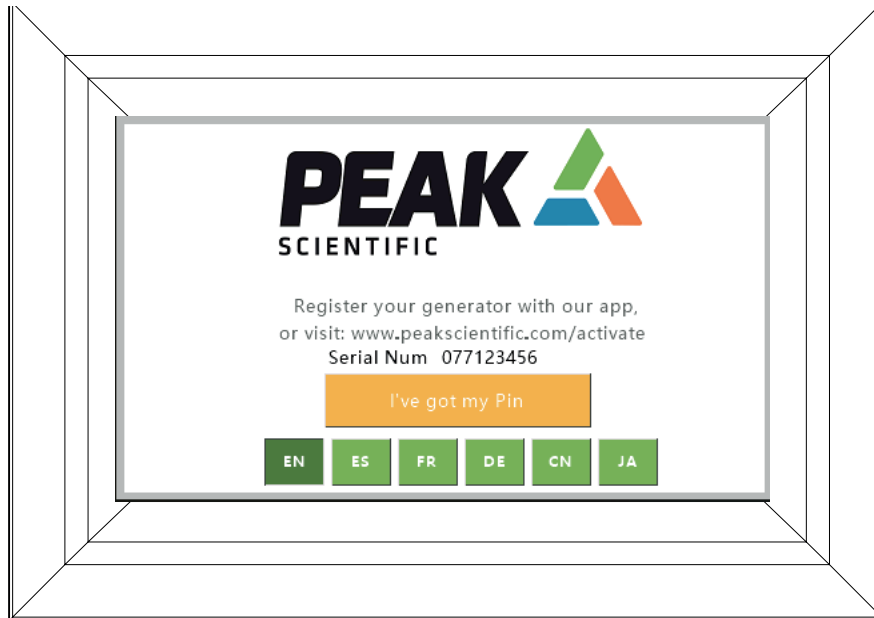 PEAK
SCIENTIFIC
Register your generator with our app,
or visit: www.peakscientific.com/activate
Serial Num 077123456
I've got my Pin
EN ES FR DE CN JA